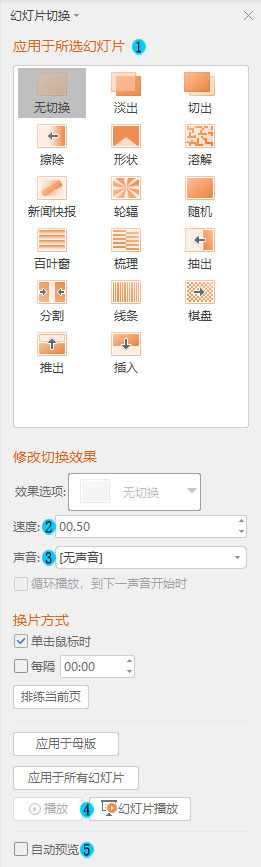 幻灯片切换
应用于所选幻灯片 1
无切换 淡出 切出
擦除 形状 溶解
新闻快报 轮辐 随机
百叶窗 梳理 抽出
分割 线条 棋盘
推出 插入
修改切换效果
效果选项: 无切换
速度: 2 00.50
声音: 3 [无声音]
循环播放，到下一声音开始时
换片方式
单击鼠标时
每隔 00:00
排练当前页
应用于母版
应用于所有幻灯片
播放 4 幻灯片播放
自动预览 5